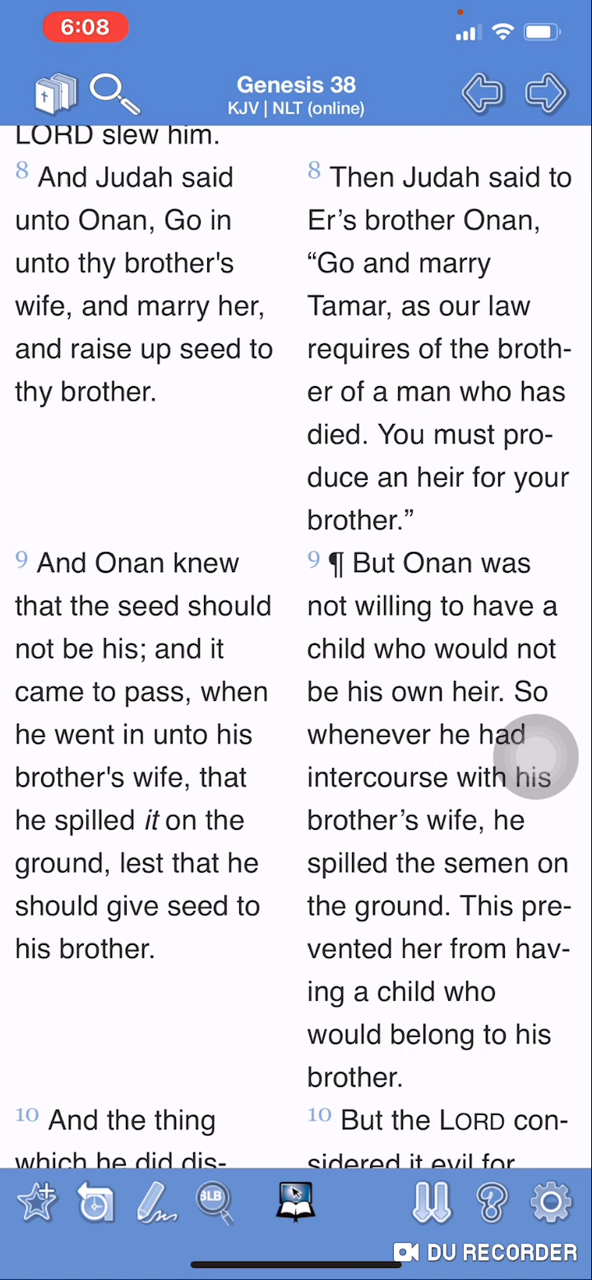 6:08
Genesis 38
KJV | NLT (online)
LORD slew him.
8 And Judah said
unto Onan, Go in
unto thy brother's
wife, and marry her,
and raise up seed to
thy brother.
9 And Onan knew
that the seed should
not be his; and it
came to pass, when
he went in unto his
brother's wife, that
he spilled it on the
ground, lest that he
should give seed to
his brother.
10 And the thing
which he did dis-
8 Then Judah said to
Er’s brother Onan,
“Go and marry
Tamar, as our law
requires of the broth-
er of a man who has
died. You must pro-
duce an heir for your
brother.”
9 ¶ But Onan was
not willing to have a
child who would not
be his own heir. So
whenever he had
intercourse with his
brother’s wife, he
spilled the semen on
the ground. This pre-
vented her from hav-
ing a child who
would belong to his
brother.
10 But the LORD con-
sidered it evil for
BLB
DU RECORDER